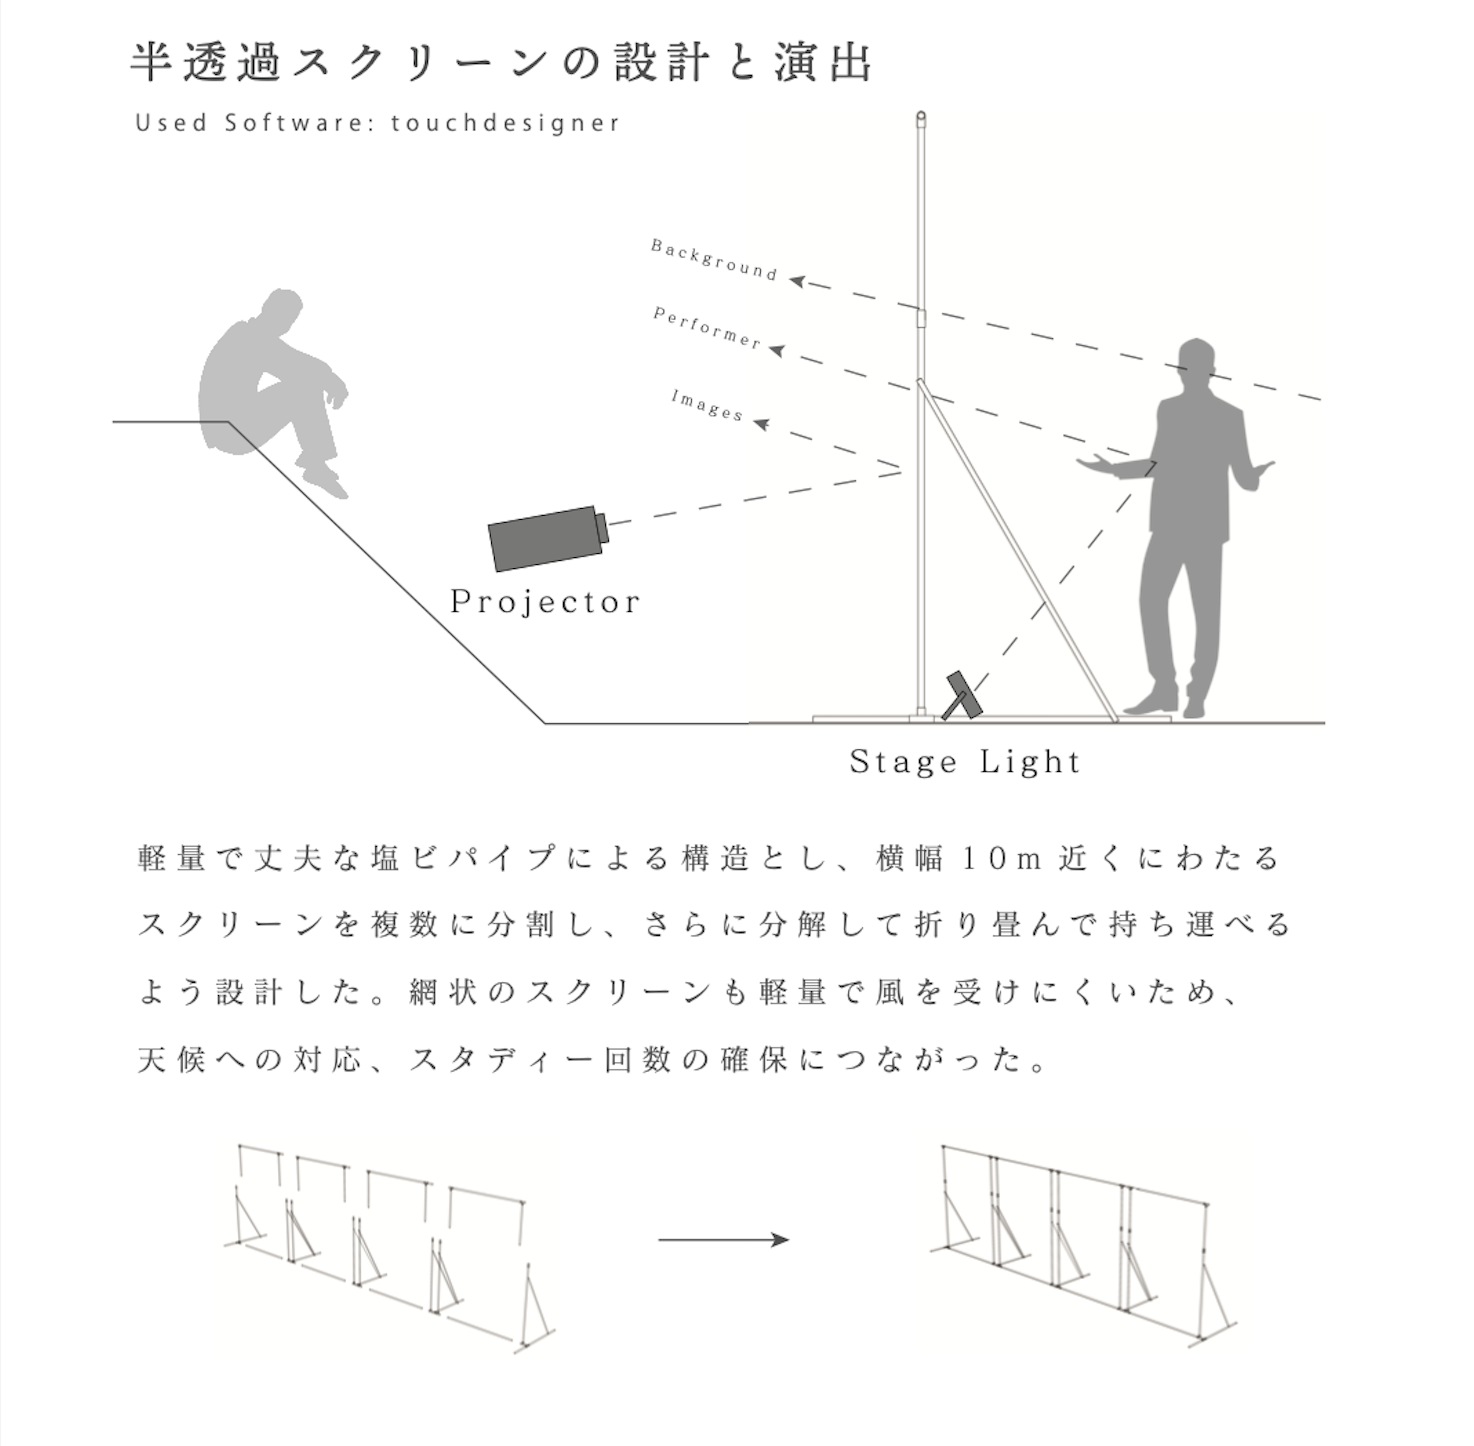 半透過スクリーンの設計と演出
Used Software: touchdesigner
Background
Performer
Images
Projector
Stage Light
軽量で丈夫な塩ビパイプによる構造とし、横幅 10m 近くにわたる
スクリーンを複数に分割し、さらに分解して折り畳んで持ち運べる
よう設計した。網状のスクリーンも軽量で風を受けにくいため、
天候への対応、スタディー回数の確保につながった。